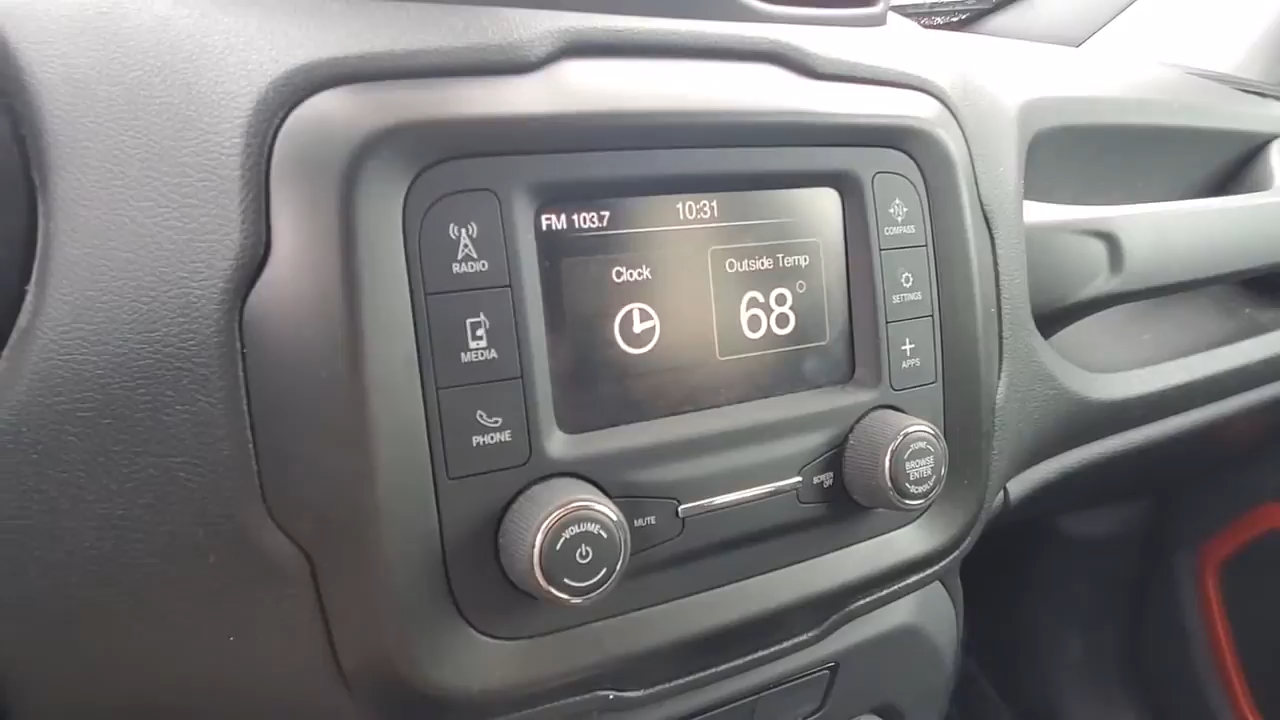 FM 103.7
10:31
Clock
Outside Temp
68°
RADIO
MEDIA
PHONE
N
COMPASS
SETTINGS
APPS
VOLUME
MUTE
SCREEN
OFF
TUNE
BROWSE
ENTER
SCROLL